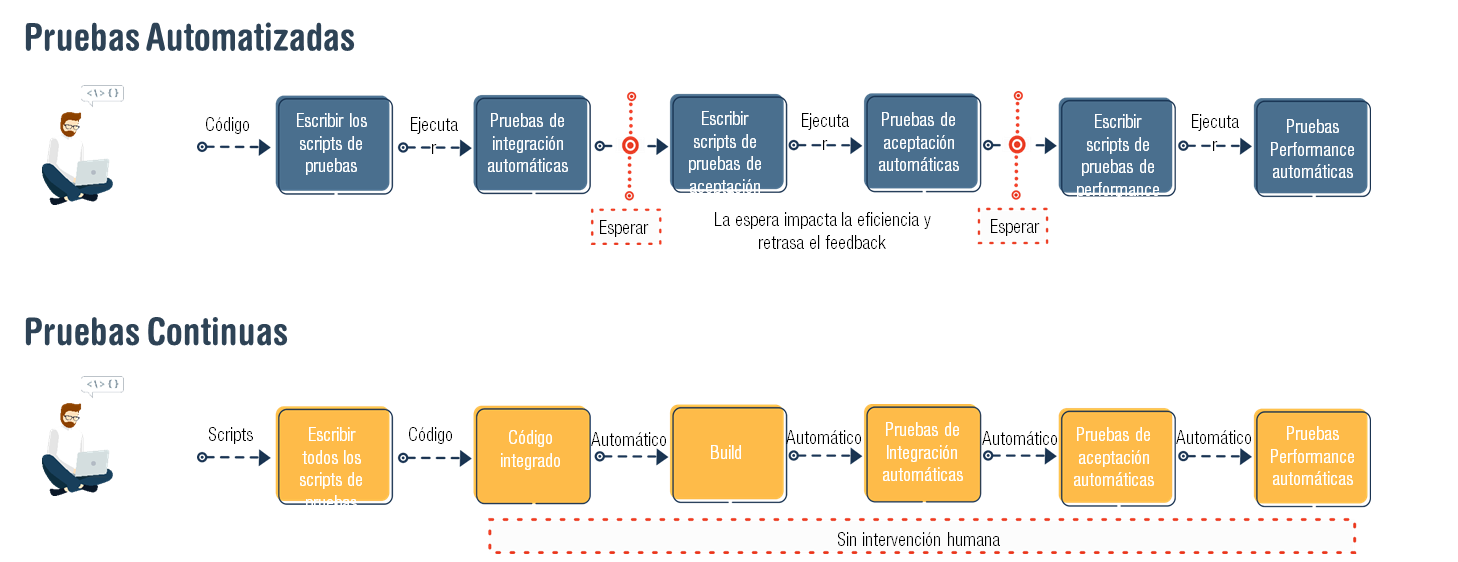 Pruebas Automatizadas
<\> { }
Código
Escribir los
scripts de
pruebas
Ejecuta
r
Pruebas de
integración
automáticas
Escribir
scripts de
pruebas de
aceptación
Ejecuta
r
Pruebas de
aceptación
automáticas
Escribir
scripts de
pruebas de
performance
Ejecuta
r
Pruebas
Performance
automáticas
Esperar
La espera impacta la eficiencia y
retrasa el feedback
Esperar
Pruebas Continuas
<\> { }
Scripts
Escribir
todos los
scripts de
pruebas
Código
Código
integrado
Automático
Build
Automático
Pruebas de
Integración
automáticas
Automático
Pruebas de
aceptación
automáticas
Automático
Pruebas
Performance
automáticas
Sin intervención humana